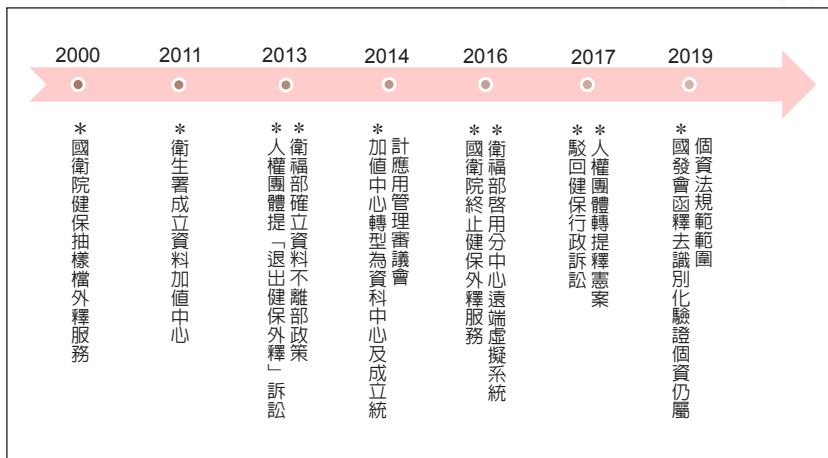 2000
2011
2013
2014
2016
2017
2019
＊國衛院健保抽樣檔外釋服務
＊衛生署成立資料加值中心
＊人權團體提「退出健保外釋」訴訟
＊衛福部確立資料不離部政策
＊加值中心轉型為資科中心及成立統
計應用管理審議會
＊國衛院終止健保外釋服務
＊衛福部啓用分中心遠端虛擬系統
＊駁回健保行政訴訟
＊人權團體轉提釋憲案
＊國發會函釋去識別化驗證個資仍屬
個資法規範範圍